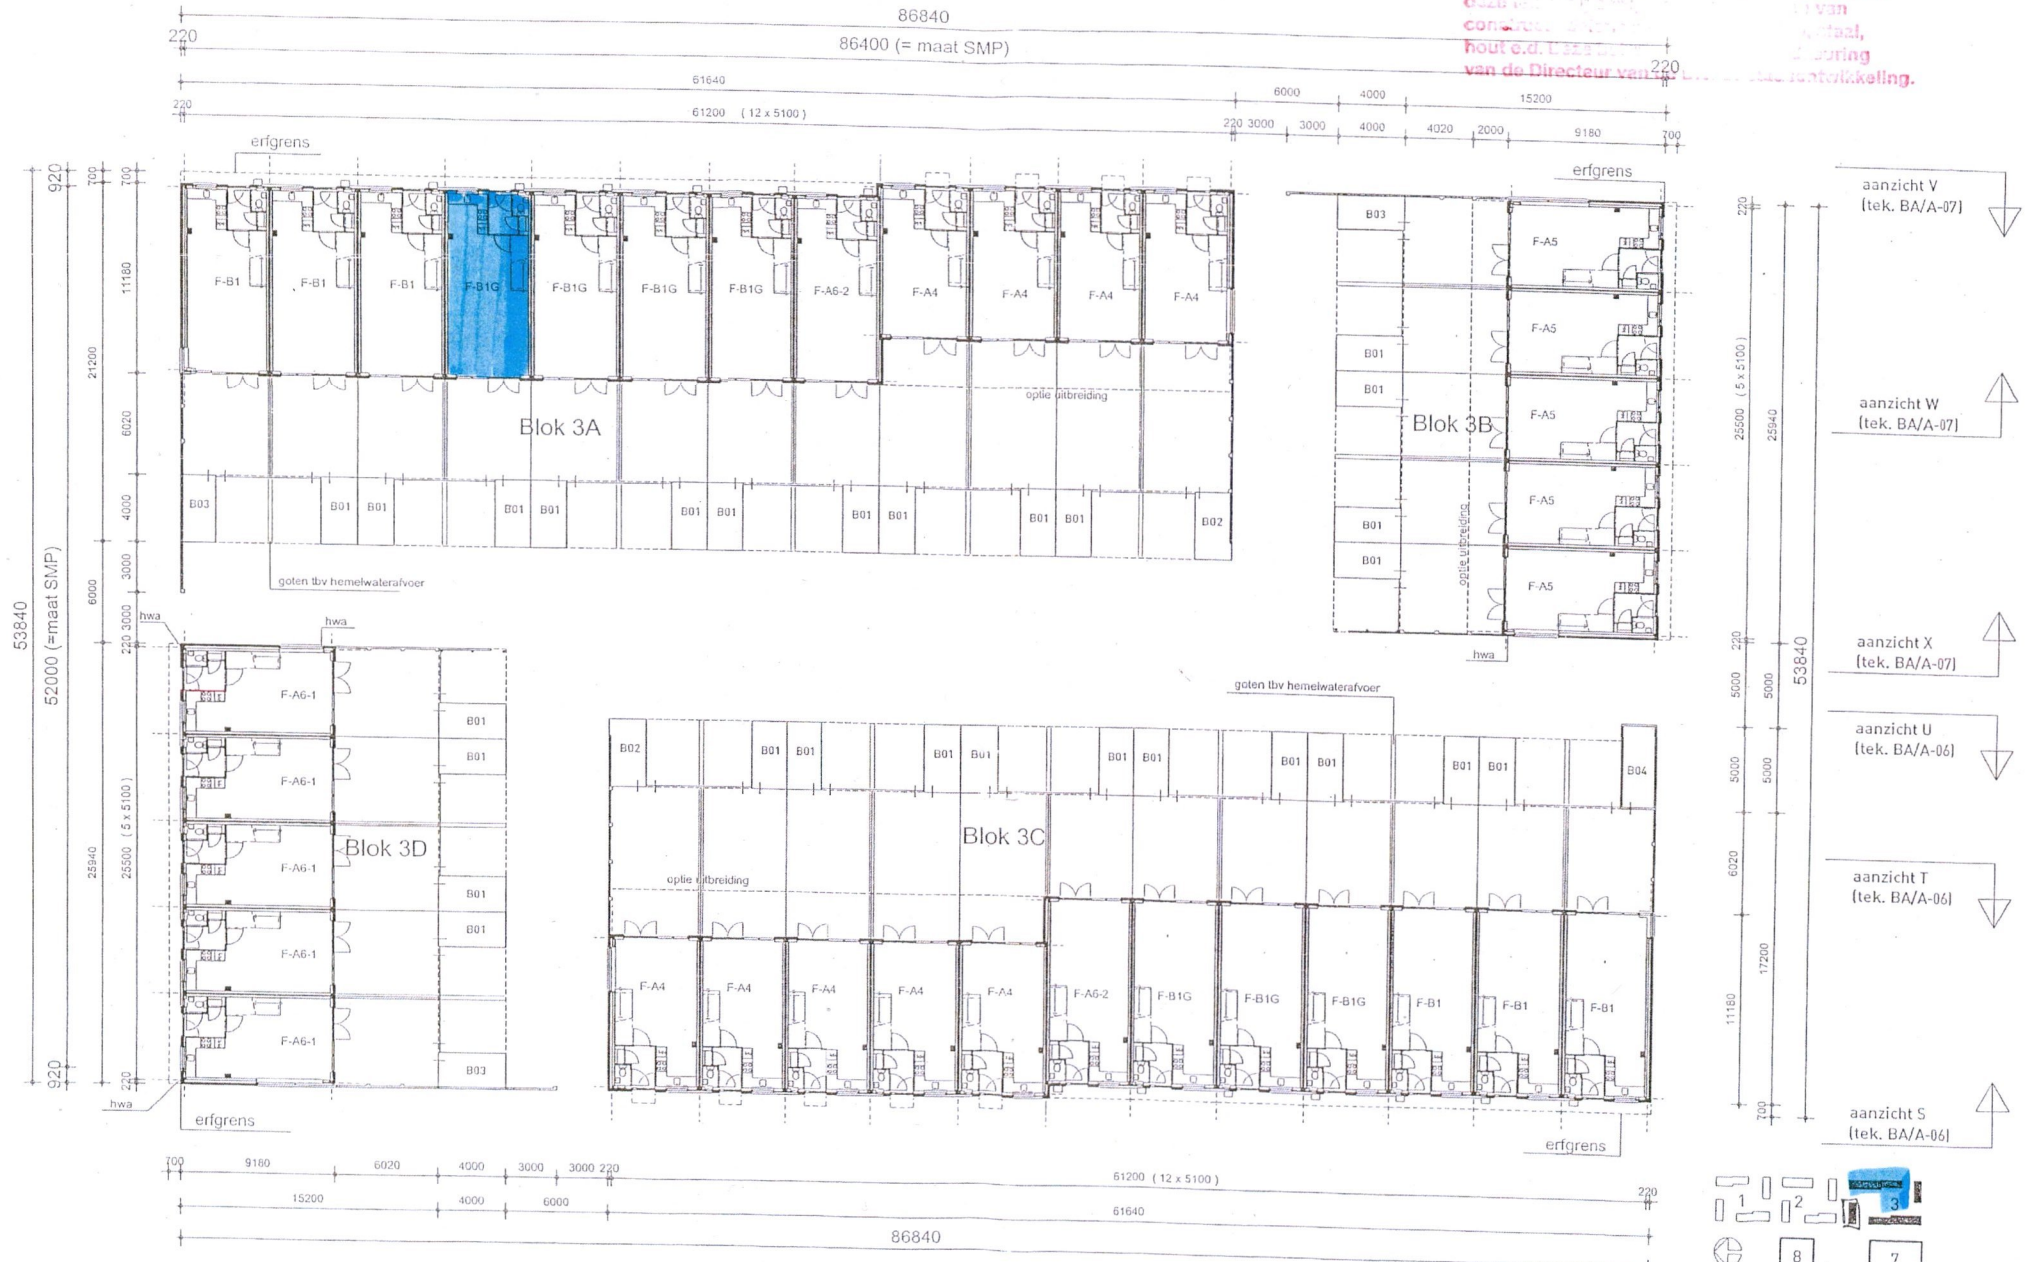 86840
220
86400 (= maat SMP)
220
hout e.d.
van de Directeur van
61640
6000
4000
15200
220
61200 ( 12 x 5100 )
220 3000
3000
4000
4020
2000
9180
700
erfgrens
erfgrens
920
700
700
11180
21200
6020
4000
3000
6000
220 3000
53840
52000 (=maat SMP)
25940
25500 ( 5 x 5100 )
920
220
F-B1
F-B1
F-B1
F-B1G
F-B1G
F-B1G
F-B1G
F-A6-2
F-A4
F-A4
F-A4
F-A4
optie uitbreiding
Blok 3A
B03
B01
B01
B01
B01
B01
B01
B01
B01
B01
B01
B02
goten tbv hemelwaterafvoer
B03
F-A5
F-A5
B01
B01
F-A5
Blok 3B
F-A5
optie uitbreiding
B01
B01
F-A5
hwa
220
25500 ( 5 x 5100 )
25940
220
5000
5000
53840
5000
5000
6020
17200
11180
700
aanzicht V
(tek. BA/A-07)
aanzicht W
(tek. BA/A-07)
aanzicht X
(tek. BA/A-07)
aanzicht U
(tek. BA/A-06)
aanzicht T
(tek. BA/A-06)
aanzicht S
(tek. BA/A-06)
hwa
hwa
F-A6-1
B01
F-A6-1
B01
Blok 3D
F-A6-1
B01
B01
F-A6-1
F-A6-1
B03
hwa
erfgrens
goten tbv hemelwaterafvoer
B02
B01
B01
B01
B01
B01
B01
B01
B01
B01
B01
B04
Blok 3C
optie uitbreiding
F-A4
F-A4
F-A4
F-A4
F-A4
F-A6-2
F-B1G
F-B1G
F-B1G
F-B1
F-B1
F-B1
erfgrens
700
9180
6020
4000
3000
3000 220
61200 ( 12 x 5100 )
220
15200
4000
6000
61640
86840
1
2
3
8
7